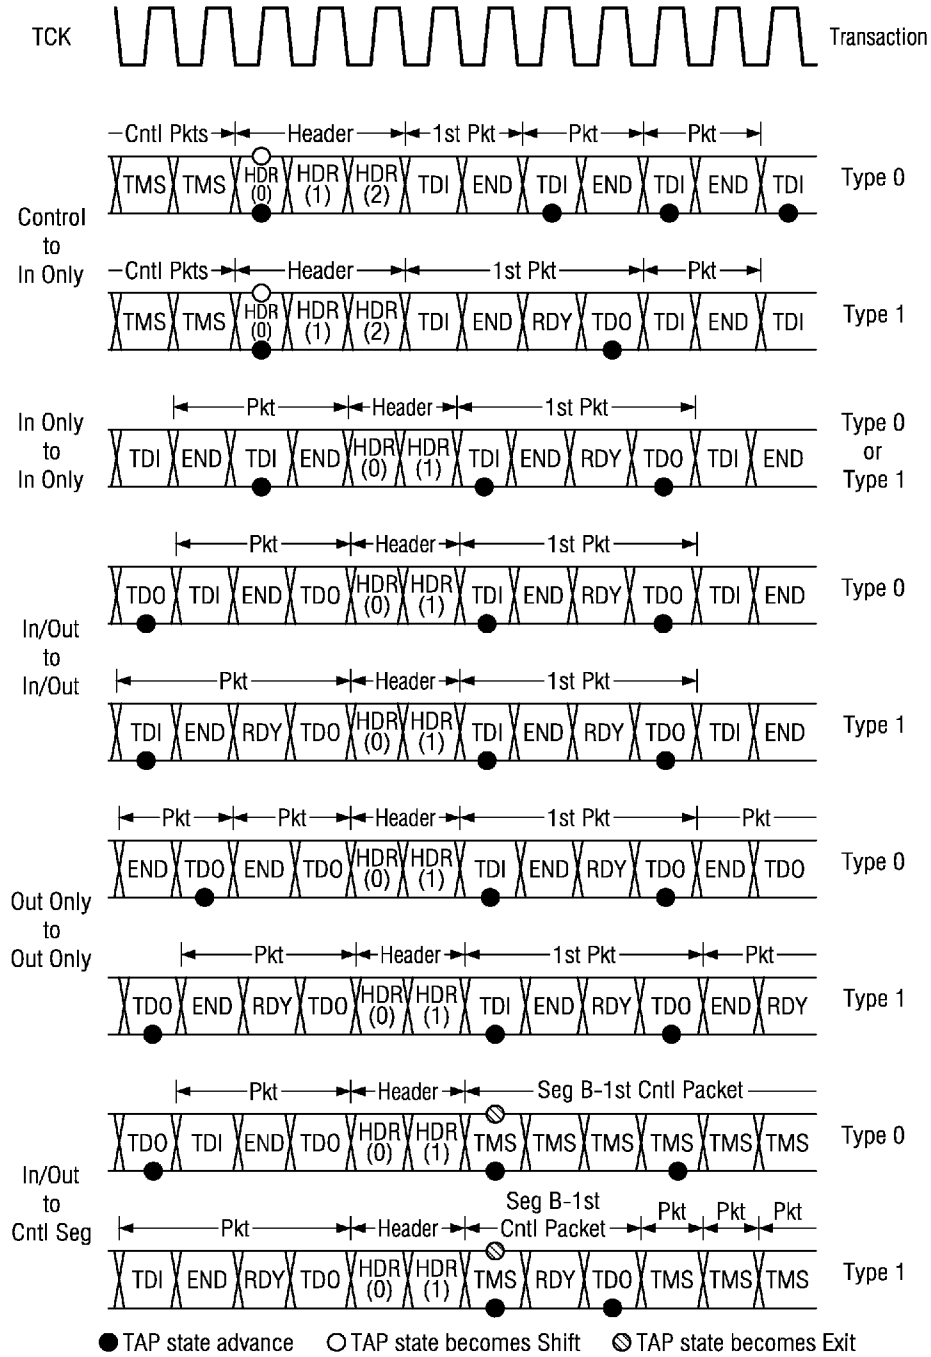 TCK Transaction
Cntl Pkts Header 1st Pkt Pkt Pkt
TMS TMS HDR (0) HDR (1) HDR (2) TDI END TDI END TDI END TDI Type 0
Control
to
In Only
Cntl Pkts Header 1st Pkt Pkt
TMS TMS HDR (0) HDR (1) HDR (2) TDI END RDY TDO TDI END TDI Type 1
Pkt Header 1st Pkt
In Only
to
In Only
TDI END TDI END HDR (0) HDR (1) TDI END RDY TDO TDI END
Type 0
or
Type 1
Pkt Header 1st Pkt
TDO TDI END TDO HDR (0) HDR (1) TDI END RDY TDO TDI END Type 0
In/Out
to
In/Out
Pkt Header 1st Pkt
TDI END RDY TDO HDR (0) HDR (1) TDI END RDY TDO TDI END Type 1
Pkt Pkt Header 1st Pkt Pkt
END TDO END TDO HDR (0) HDR (1) TDI END RDY TDO END TDO Type 0
Out Only
to
Out Only
Pkt Header 1st Pkt Pkt
TDO END RDY TDO HDR (0) HDR (1) TDI END RDY TDO END RDY Type 1
Pkt Header Seg B-1st Cntl Packet
TDO TDI END TDO HDR (0) HDR (1) TMS TMS TMS TMS TMS TMS Type 0
In/Out
to
Cntl Seg
Pkt Header Seg B-1st Cntl Packet Pkt Pkt Pkt
TDI END RDY TDO HDR (0) HDR (1) TMS RDY TDO TMS TMS TMS Type 1
TAP state advance TAP state becomes Shift TAP state becomes Exit